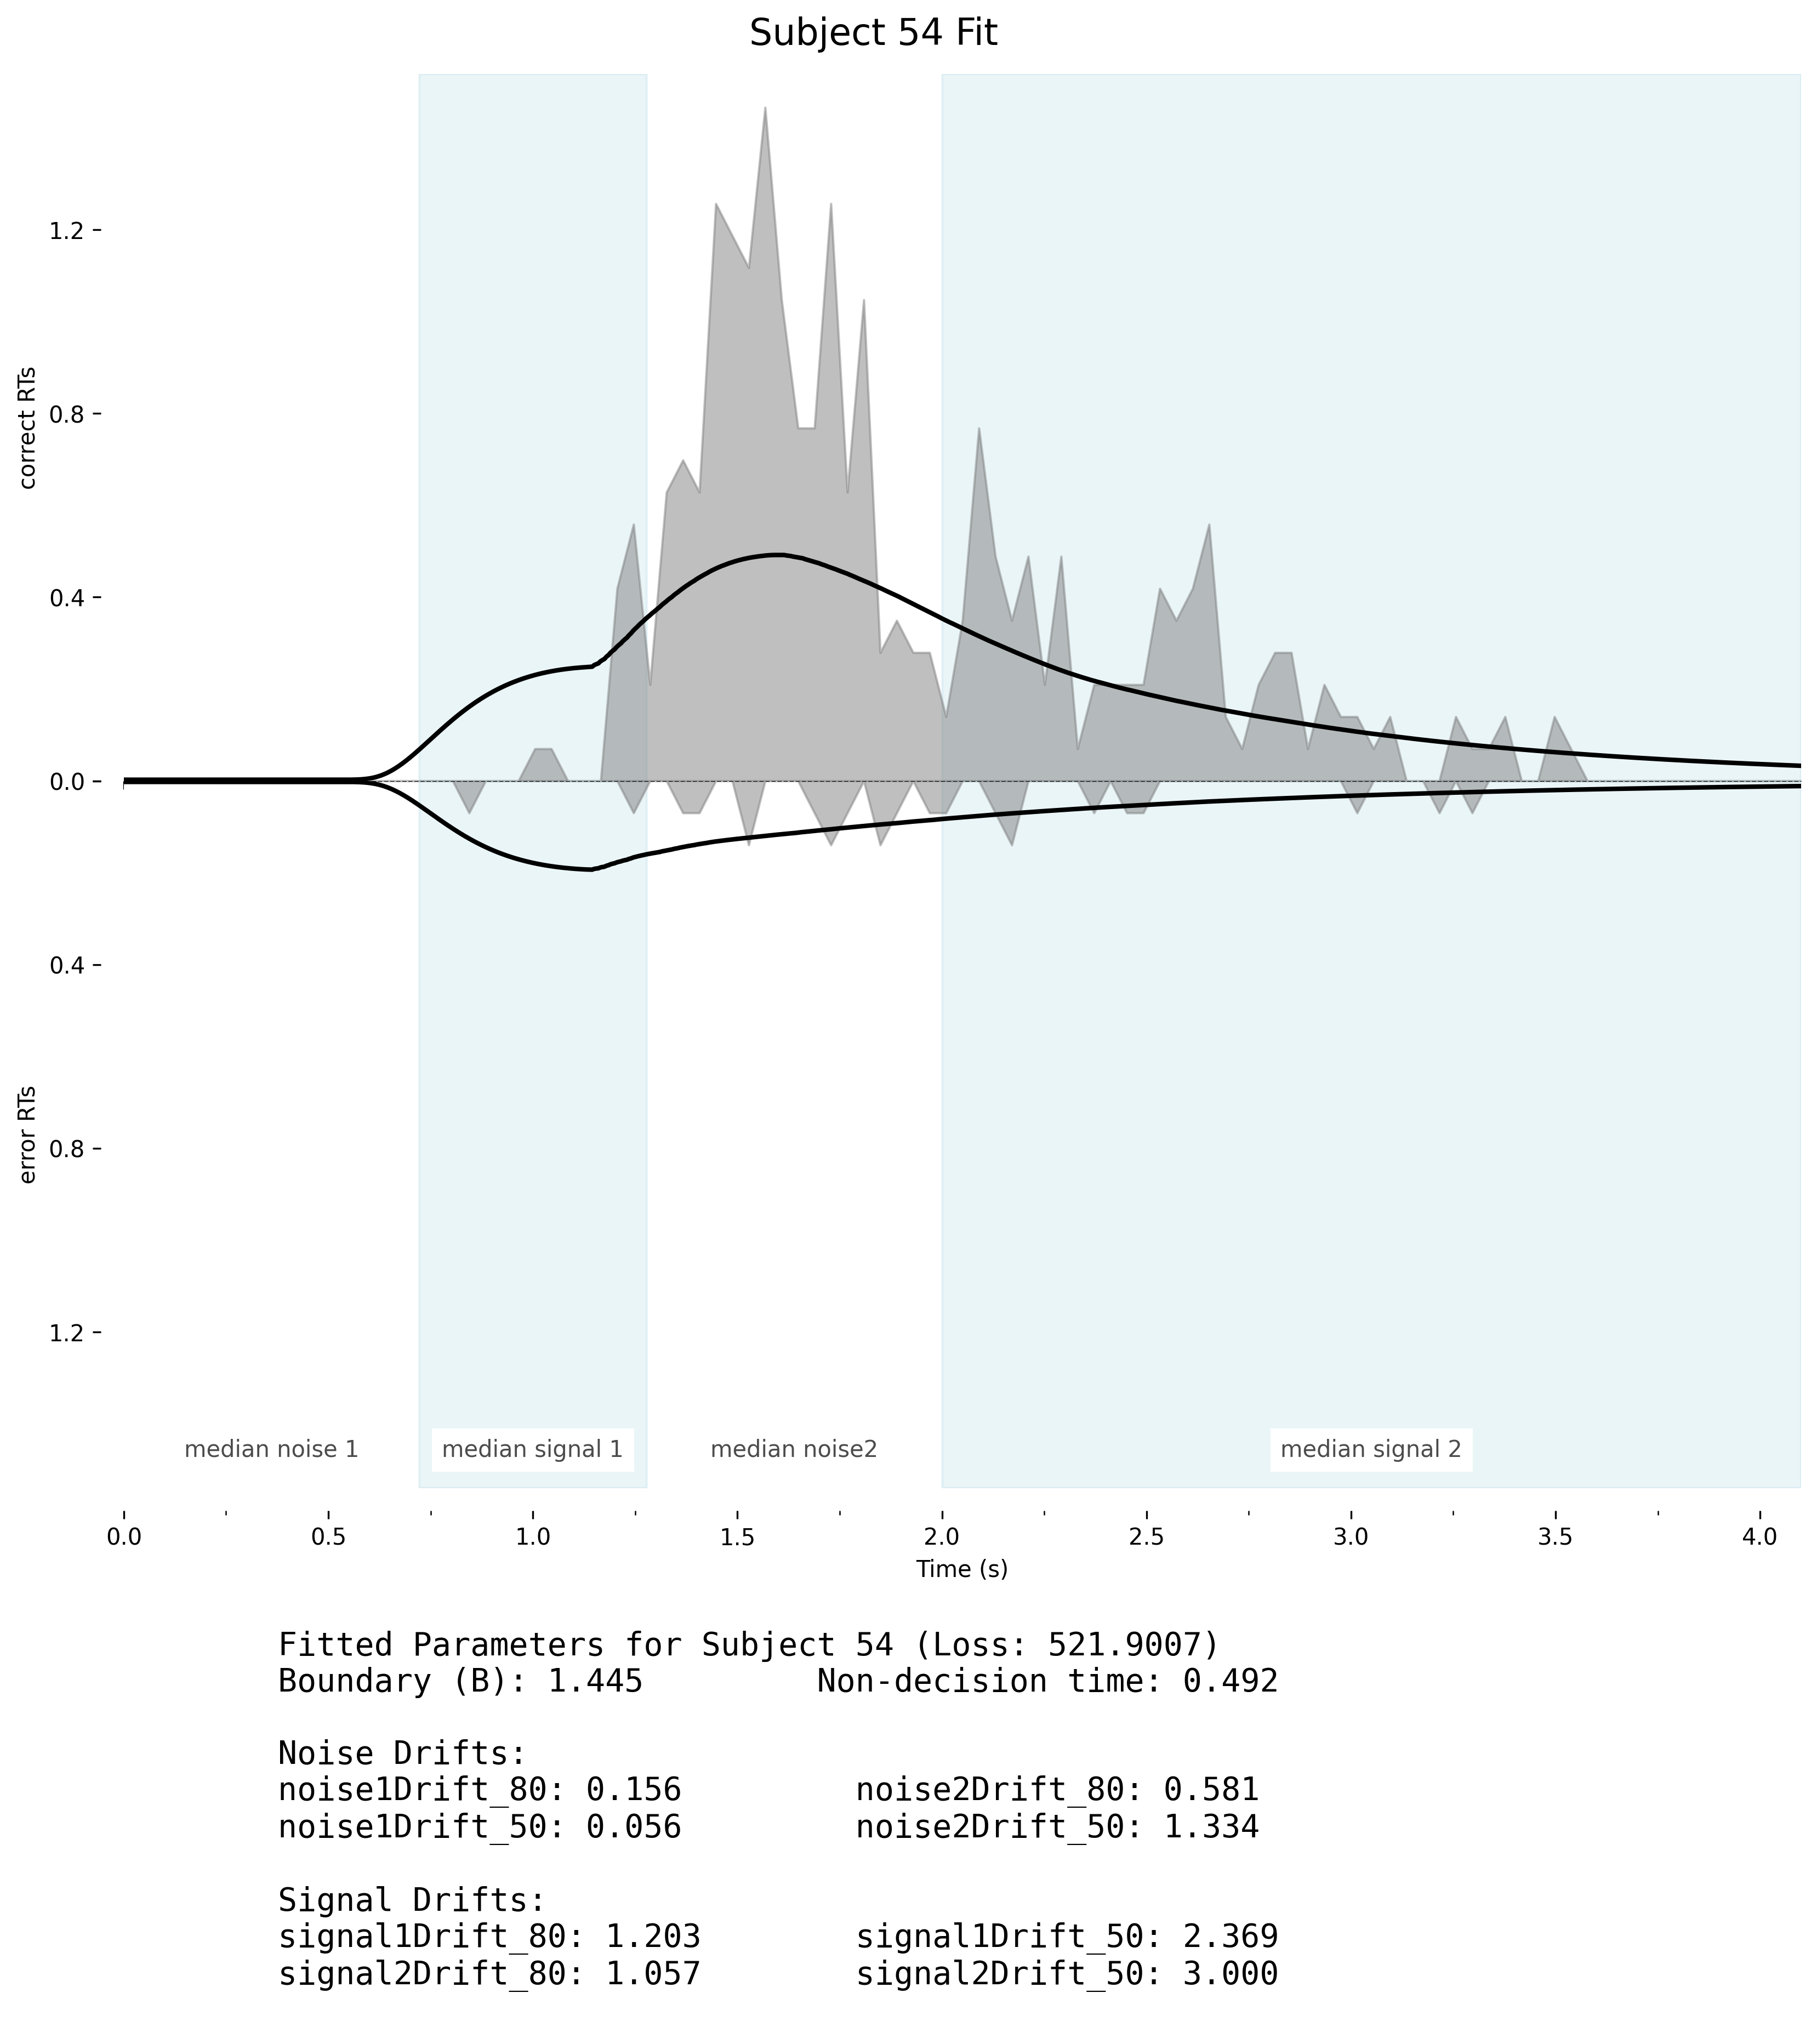 Subject 54 Fit
correct RTs
1.2
0.8
0.4
0.0
0.4
0.8
1.2
error RTs
median noise 1
median signal 1
median noise2
median signal 2
0.0 0.5 1.0 1.5 2.0 2.5 3.0 3.5 4.0
Time (s)
Fitted Parameters for Subject 54 (Loss: 521.9007)
Boundary (B): 1.445 Non-decision time: 0.492
Noise Drifts:
noise1Drift_80: 0.156 noise2Drift_80: 0.581
noise1Drift_50: 0.056 noise2Drift_50: 1.334
Signal Drifts:
signal1Drift_80: 1.203 signal1Drift_50: 2.369
signal2Drift_80: 1.057 signal2Drift_50: 3.000